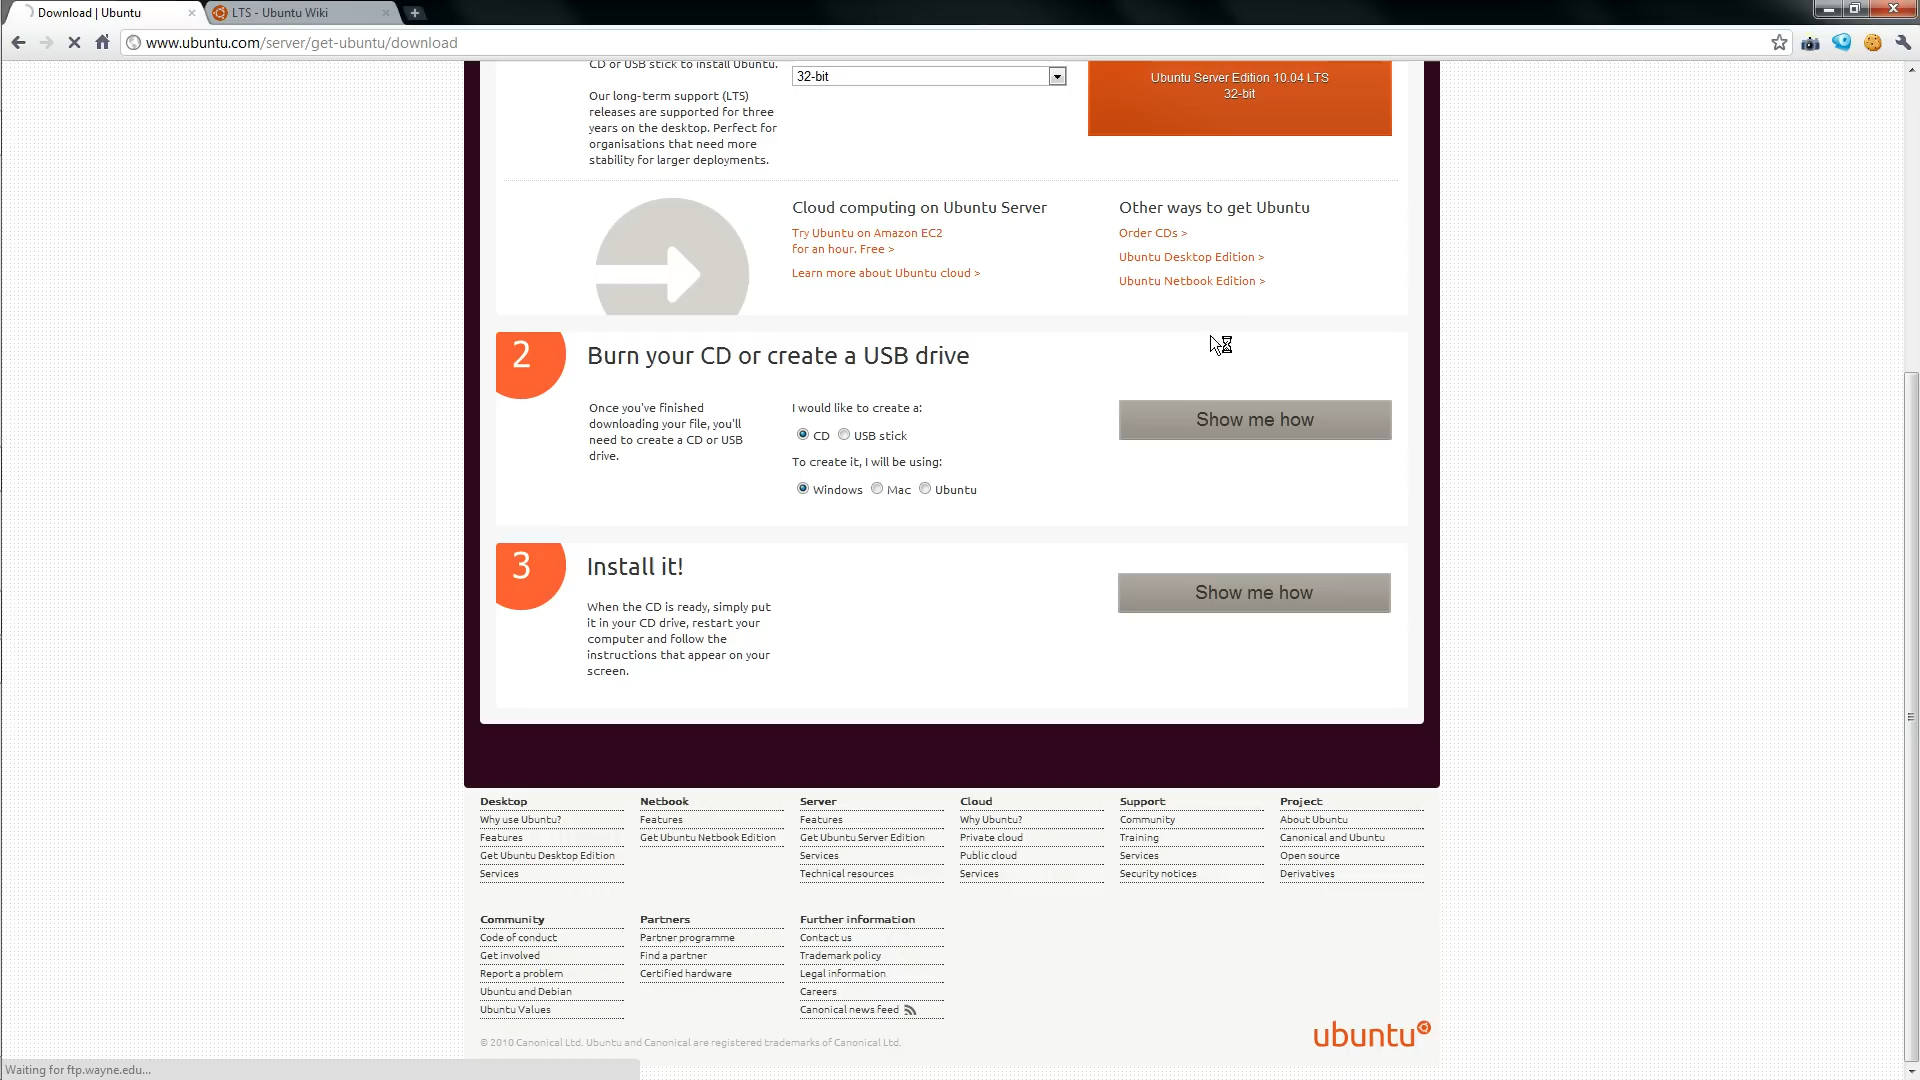 Download | Ubuntu
LTS - Ubuntu Wiki
www.ubuntu.com/server/get-ubuntu/download
CD or USB stick to install Ubuntu.
Our long-term support (LTS)
releases are supported for three
years on the desktop. Perfect for
organisations that need more
stability for larger deployments.
32-bit
Ubuntu Server Edition 10.04 LTS
32-bit
Cloud computing on Ubuntu Server
Try Ubuntu on Amazon EC2
for an hour. Free >
Learn more about Ubuntu cloud >
Other ways to get Ubuntu
Order CDs >
Ubuntu Desktop Edition >
Ubuntu Netbook Edition >
2
Burn your CD or create a USB drive
Once you've finished
downloading your file, you'll
need to create a CD or USB
drive.
I would like to create a:
CD USB stick
To create it, I will be using:
Windows Mac Ubuntu
Show me how
3
Install it!
When the CD is ready, simply put
it in your CD drive, restart your
computer and follow the
instructions that appear on your
screen.
Show me how
Desktop
Why use Ubuntu?
Features
Get Ubuntu Desktop Edition
Services
Netbook
Features
Get Ubuntu Netbook Edition
Server
Features
Get Ubuntu Server Edition
Services
Technical resources
Cloud
Why Ubuntu?
Private cloud
Public cloud
Services
Support
Community
Training
Services
Security notices
Project
About Ubuntu
Canonical and Ubuntu
Open source
Derivatives
Community
Code of conduct
Get involved
Report a problem
Ubuntu and Debian
Ubuntu Values
Partners
Partner programme
Find a partner
Certified hardware
Further information
Contact us
Trademark policy
Legal information
Careers
Canonical news feed
ubuntu
© 2010 Canonical Ltd. Ubuntu and Canonical are registered trademarks of Canonical Ltd.
Waiting for ftp.wayne.edu...